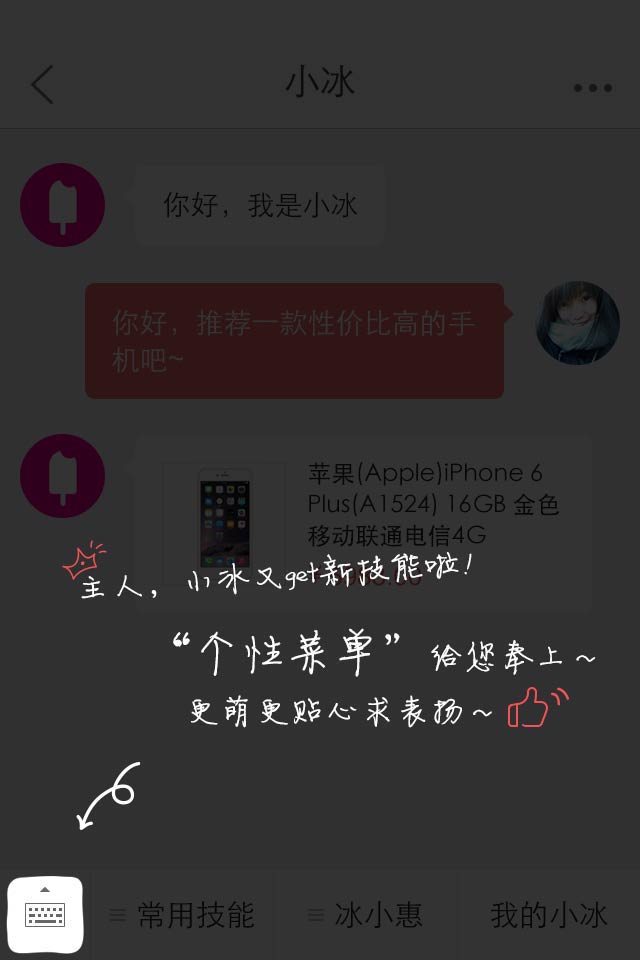 小冰
你好，我是小冰
你好，推荐一款性价比高的手
机吧~
苹果(Apple)iPhone 6
Plus(A1524) 16GB 金色
移动联通电信4G
主人，小冰又get新技能啦!
“个性菜单”给您奉上~
更萌更贴心求表扬~
常用技能
冰小惠
我的小冰